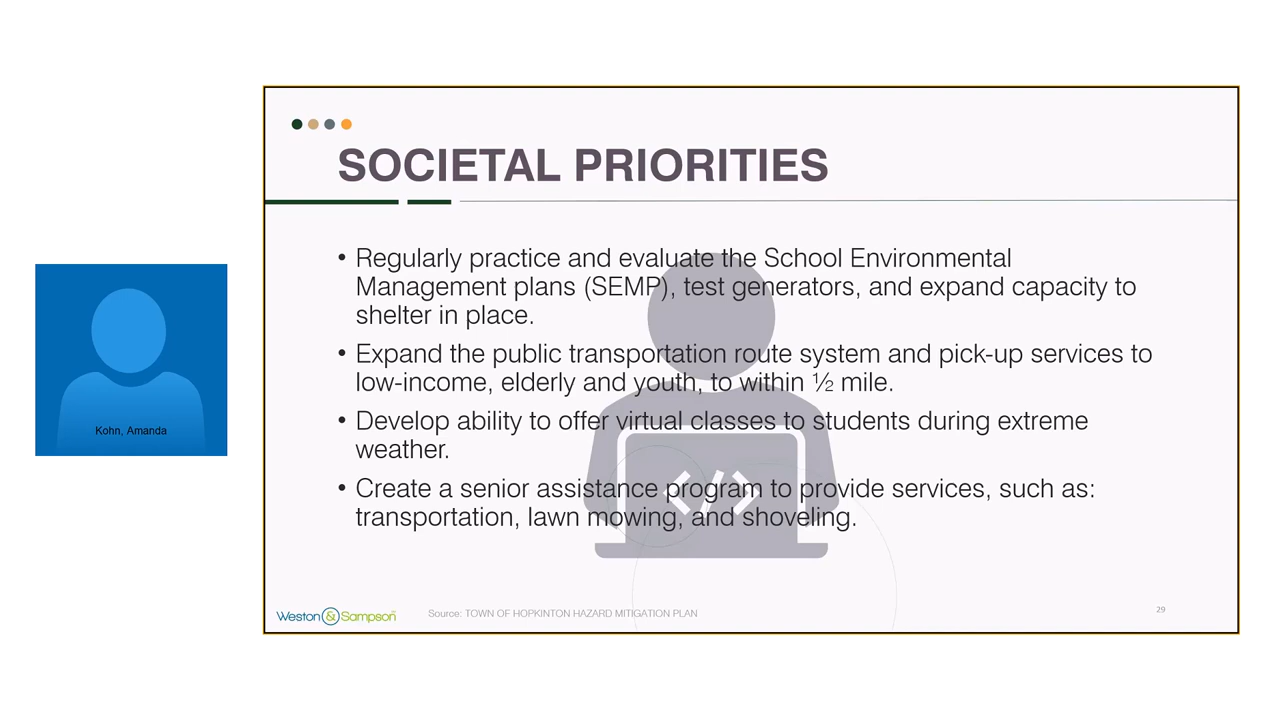 SOCIETAL PRIORITIES
• Regularly practice and evaluate the School Environmental
Management plans (SEMP), test generators, and expand capacity to
shelter in place.
• Expand the public transportation route system and pick-up services to
low-income, elderly and youth, to within ½ mile.
• Develop ability to offer virtual classes to students during extreme
weather.
• Create a senior assistance program to provide services, such as:
transportation, lawn mowing, and shoveling.
</>
Kohn, Amanda
Weston & Sampson
Source: TOWN OF HOPKINTON HAZARD MITIGATION PLAN
29